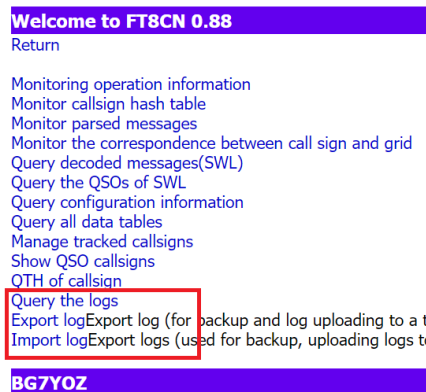 Welcome to FT8CN 0.88
Return
Monitoring operation information
Monitor callsign hash table
Monitor parsed messages
Monitor the correspondence between call sign and grid
Query decoded messages(SWL)
Query the QSOs of SWL
Query configuration information
Query all data tables
Manage tracked callsigns
Show QSO callsigns
QTH of callsign
Query the logs
Export logExport log (for backup and log uploading to a t
Import logExport logs (used for backup, uploading logs t
BG7YOZ